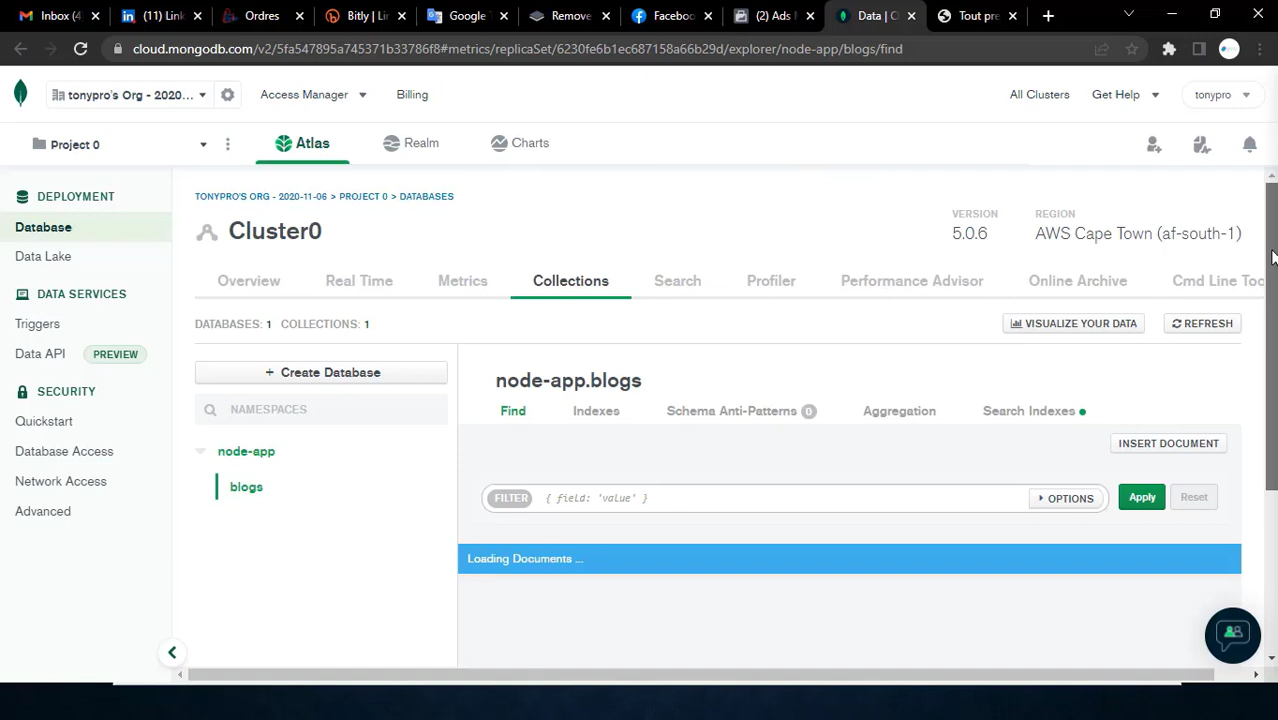 Inbox (4)
(11) Link
Ordres
Bitly | Lin
Google T
Remove
Facebook
(2) Ads M
Data | C
Tout pre
cloud.mongodb.com/v2/5fa547895a745371b33786f8#metrics/replicaSet/6230fe6b1ec687158a66b29d/explorer/node-app/blogs/find
tonypro's Org - 2020...
Access Manager
Billing
All Clusters
Get Help
tonypro
Project 0
Atlas
Realm
Charts
DEPLOYMENT
Database
Data Lake
DATA SERVICES
Triggers
Data API PREVIEW
SECURITY
Quickstart
Database Access
Network Access
Advanced
TONYPRO'S ORG - 2020-11-06 > PROJECT 0 > DATABASES
Cluster0
VERSION
5.0.6
REGION
AWS Cape Town (af-south-1)
Overview
Real Time
Metrics
Collections
Search
Profiler
Performance Advisor
Online Archive
Cmd Line Too
DATABASES: 1 COLLECTIONS: 1
VISUALIZE YOUR DATA
REFRESH
+ Create Database
NAMESPACES
node-app
blogs
node-app.blogs
Find
Indexes
Schema Anti-Patterns 0
Aggregation
Search Indexes
INSERT DOCUMENT
FILTER { field: 'value' }
OPTIONS
Apply
Reset
Loading Documents ...